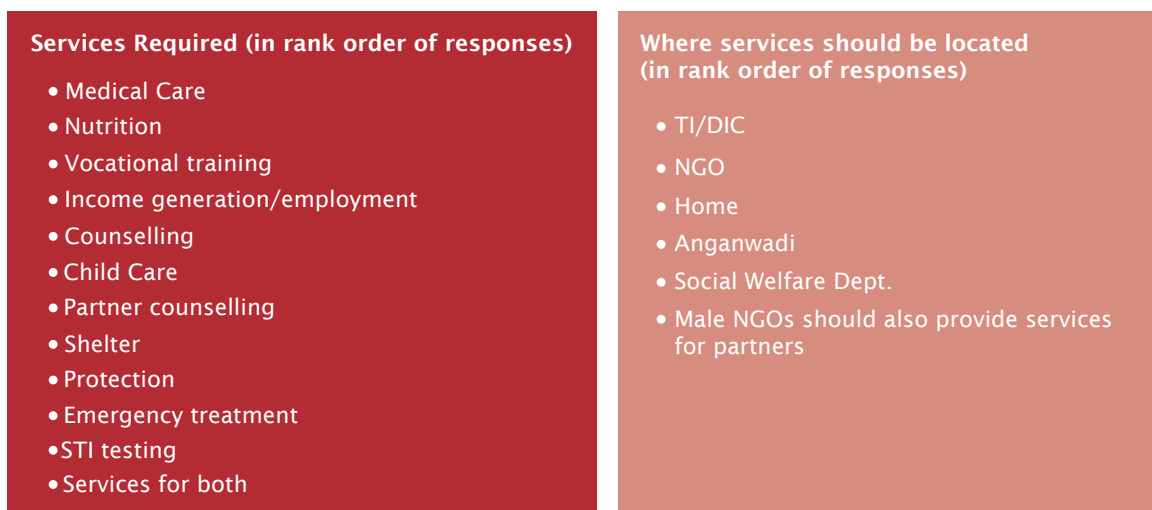 Services Required (in rank order of responses)
• Medical Care
• Nutrition
• Vocational training
• Income generation/employment
• Counselling
• Child Care
• Partner counselling
• Shelter
• Protection
• Emergency treatment
• STI testing
• Services for both
Where services should be located
(in rank order of responses)
• TI/DIC
• NGO
• Home
• Anganwadi
• Social Welfare Dept.
• Male NGOs should also provide services
for partners